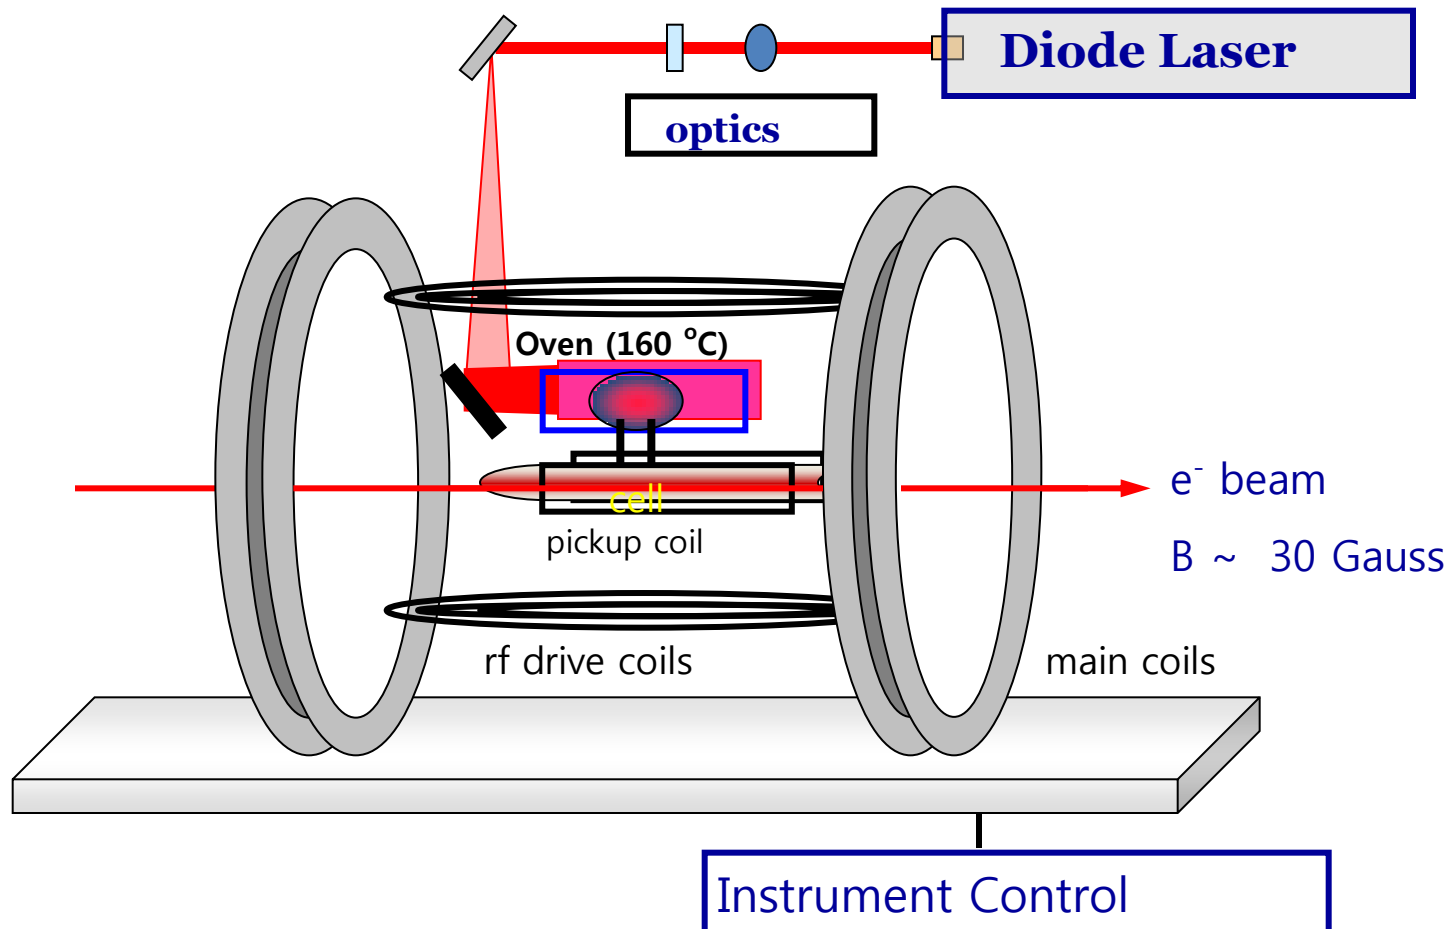 Diode Laser
optics
Oven (160 °C)
cell
pickup coil
e⁻ beam
B ~ 30 Gauss
rf drive coils
main coils
Instrument Control